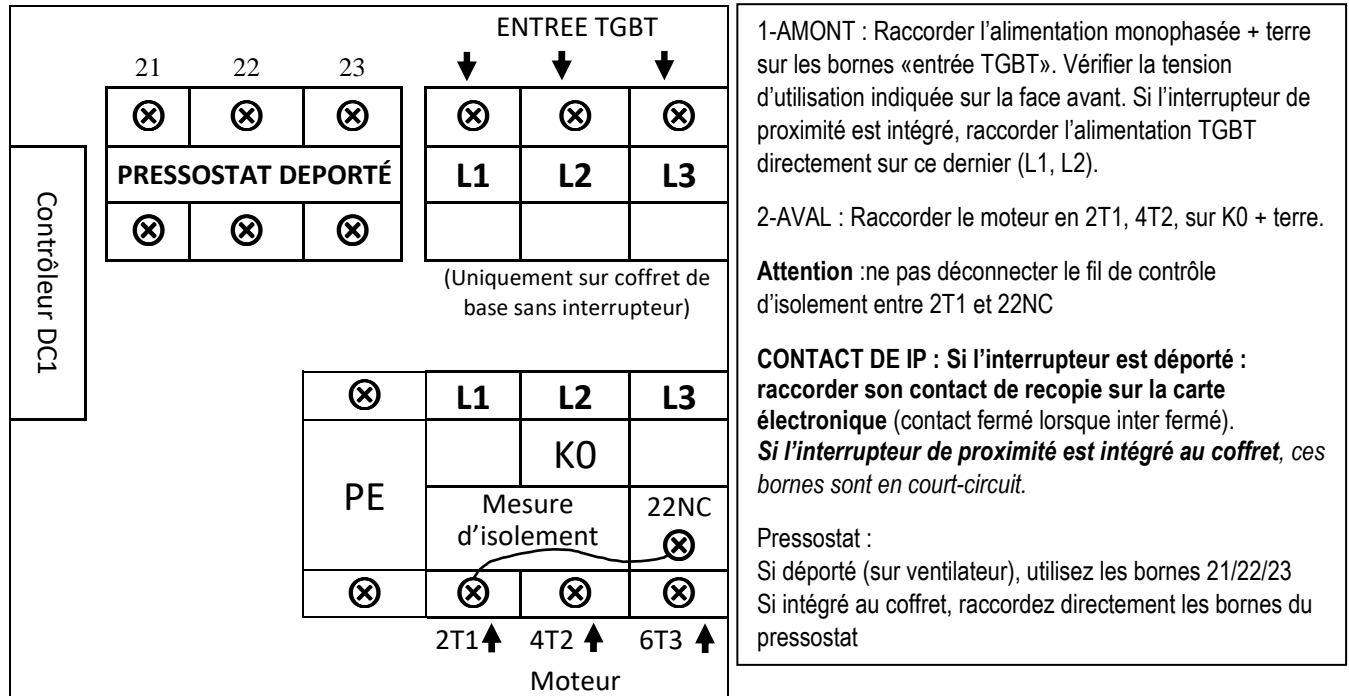 ENTREE TGBT
21 22 23
PRESSOSTAT DEPORTÉ
L1 L2 L3
Contrôleur DC1
(Uniquement sur coffret de
base sans interrupteur)
L1 L2 L3
K0
PE
Mesure
d’isolement
22NC
2T1 4T2 6T3
Moteur
1-AMONT : Raccorder l’alimentation monophasée + terre
sur les bornes «entrée TGBT». Vérifier la tension
d’utilisation indiquée sur la face avant. Si l’interrupteur de
proximité est intégré, raccorder l’alimentation TGBT
directement sur ce dernier (L1, L2).
2-AVAL : Raccorder le moteur en 2T1, 4T2, sur K0 + terre.
Attention :ne pas déconnecter le fil de contrôle
d’isolement entre 2T1 et 22NC
CONTACT DE IP : Si l’interrupteur est déporté :
raccorder son contact de recopie sur la carte
électronique (contact fermé lorsque inter fermé).
Si l’interrupteur de proximité est intégré au coffret, ces
bornes sont en court-circuit.
Pressostat :
Si déporté (sur ventilateur), utilisez les bornes 21/22/23
Si intégré au coffret, raccordez directement les bornes du
pressostat